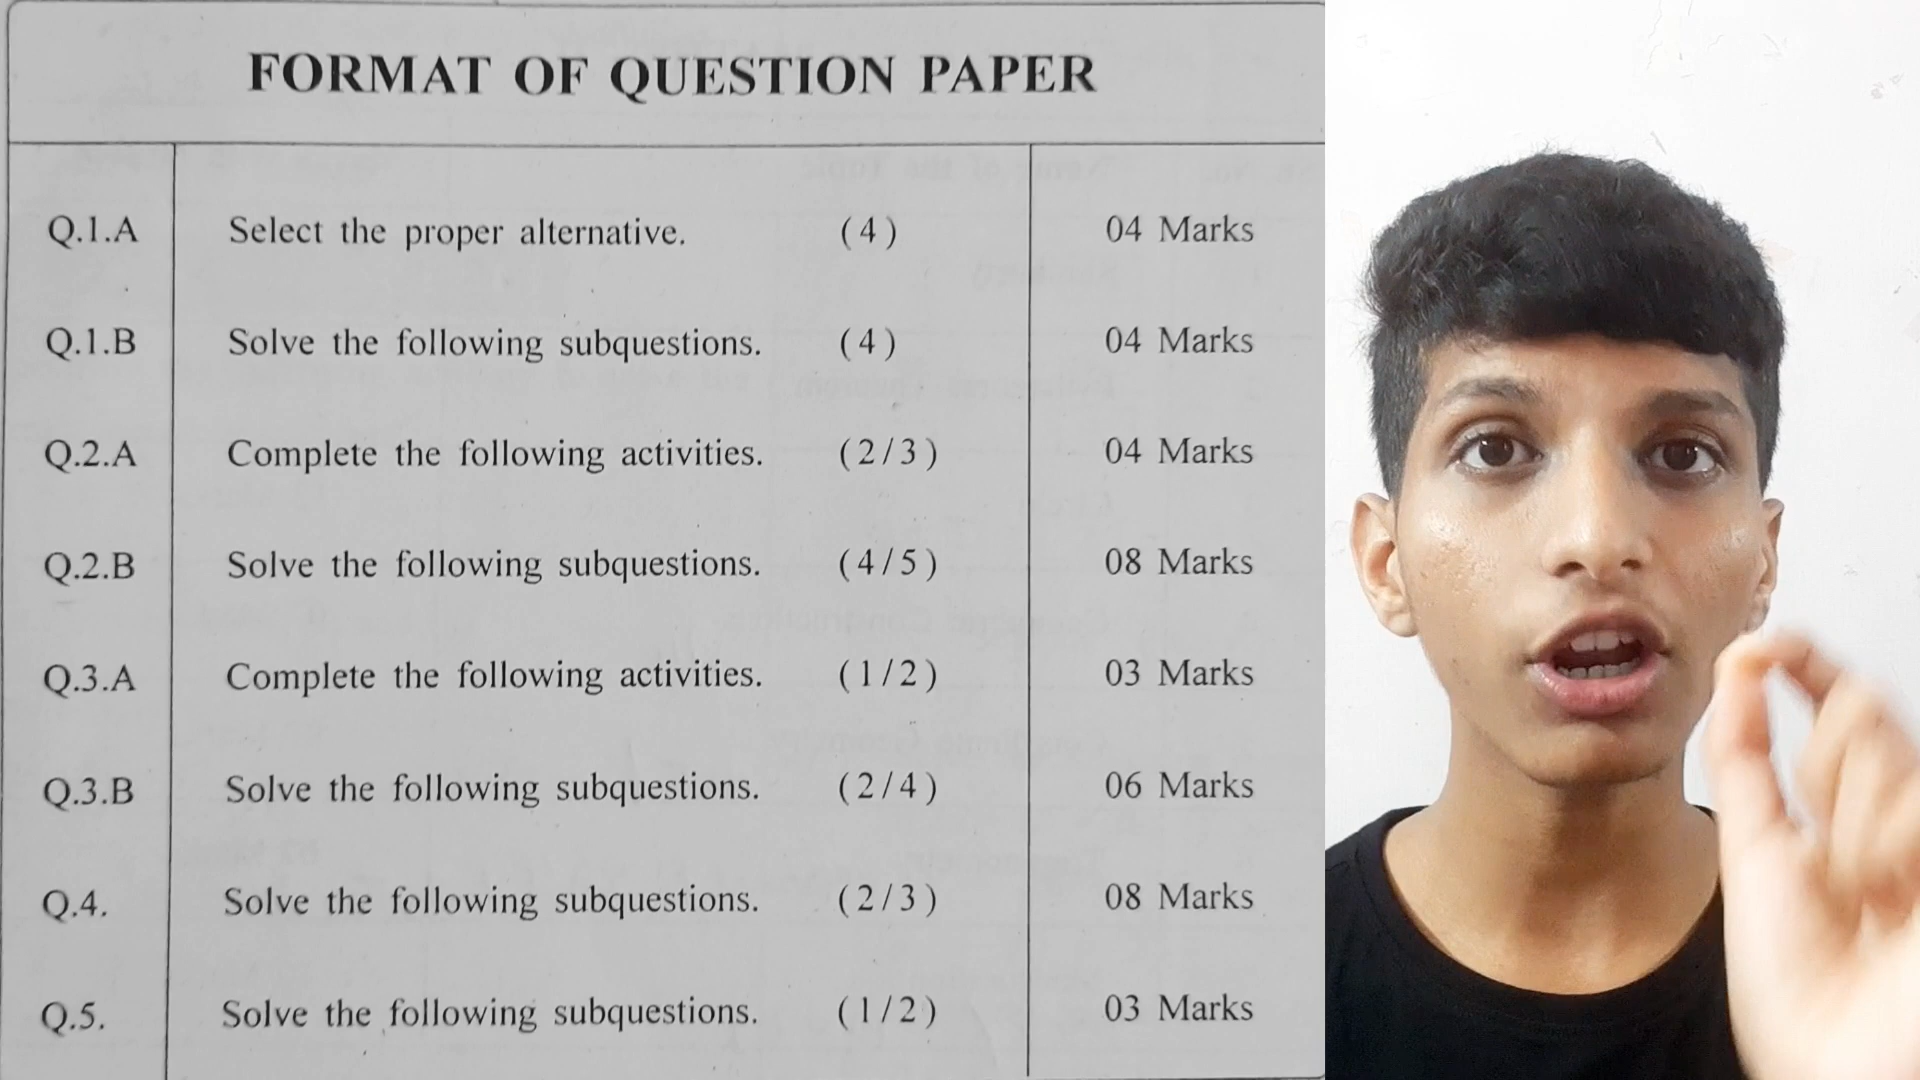 FORMAT OF QUESTION PAPER
Q.1.A Select the proper alternative. (4) 04 Marks
Q.1.B Solve the following subquestions. (4) 04 Marks
Q.2.A Complete the following activities. (2/3) 04 Marks
Q.2.B Solve the following subquestions. (4/5) 08 Marks
Q.3.A Complete the following activities. (1/2) 03 Marks
Q.3.B Solve the following subquestions. (2/4) 06 Marks
Q.4. Solve the following subquestions. (2/3) 08 Marks
Q.5. Solve the following subquestions. (1/2) 03 Marks